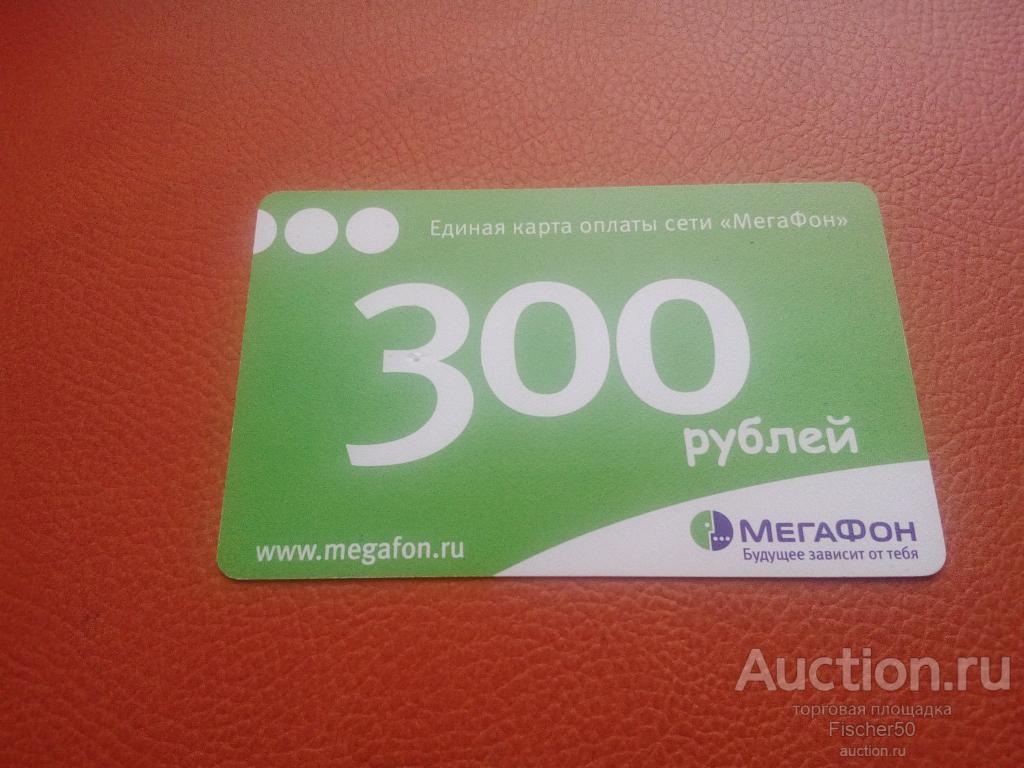 Единая карта оплаты сети «МегаФон»
300
рублей
www.megafon.ru
МЕГАФОН
Будущее зависит от тебя
Auction.ru
торговая площадка
Fischer50
auction.ru